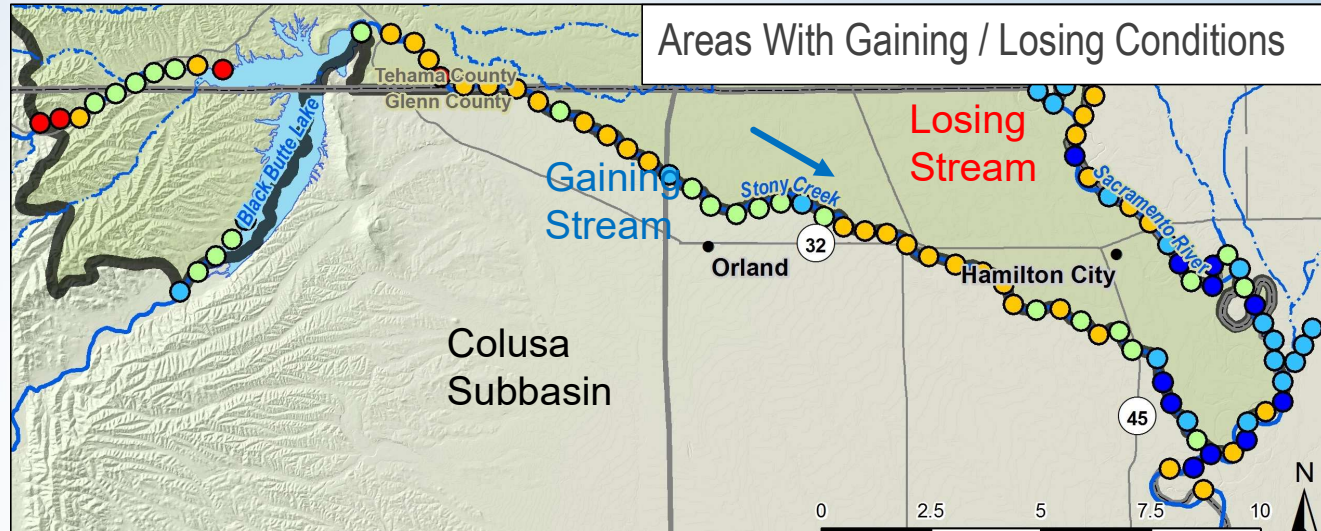 Areas With Gaining / Losing Conditions
Tehama County
Glenn County
Black Butte Lake
Gaining
Stream
Stony Creek
Losing
Stream
Sacramento River
32
Orland
Hamilton City
Colusa
Subbasin
45
N
0 2.5 5 7.5 10